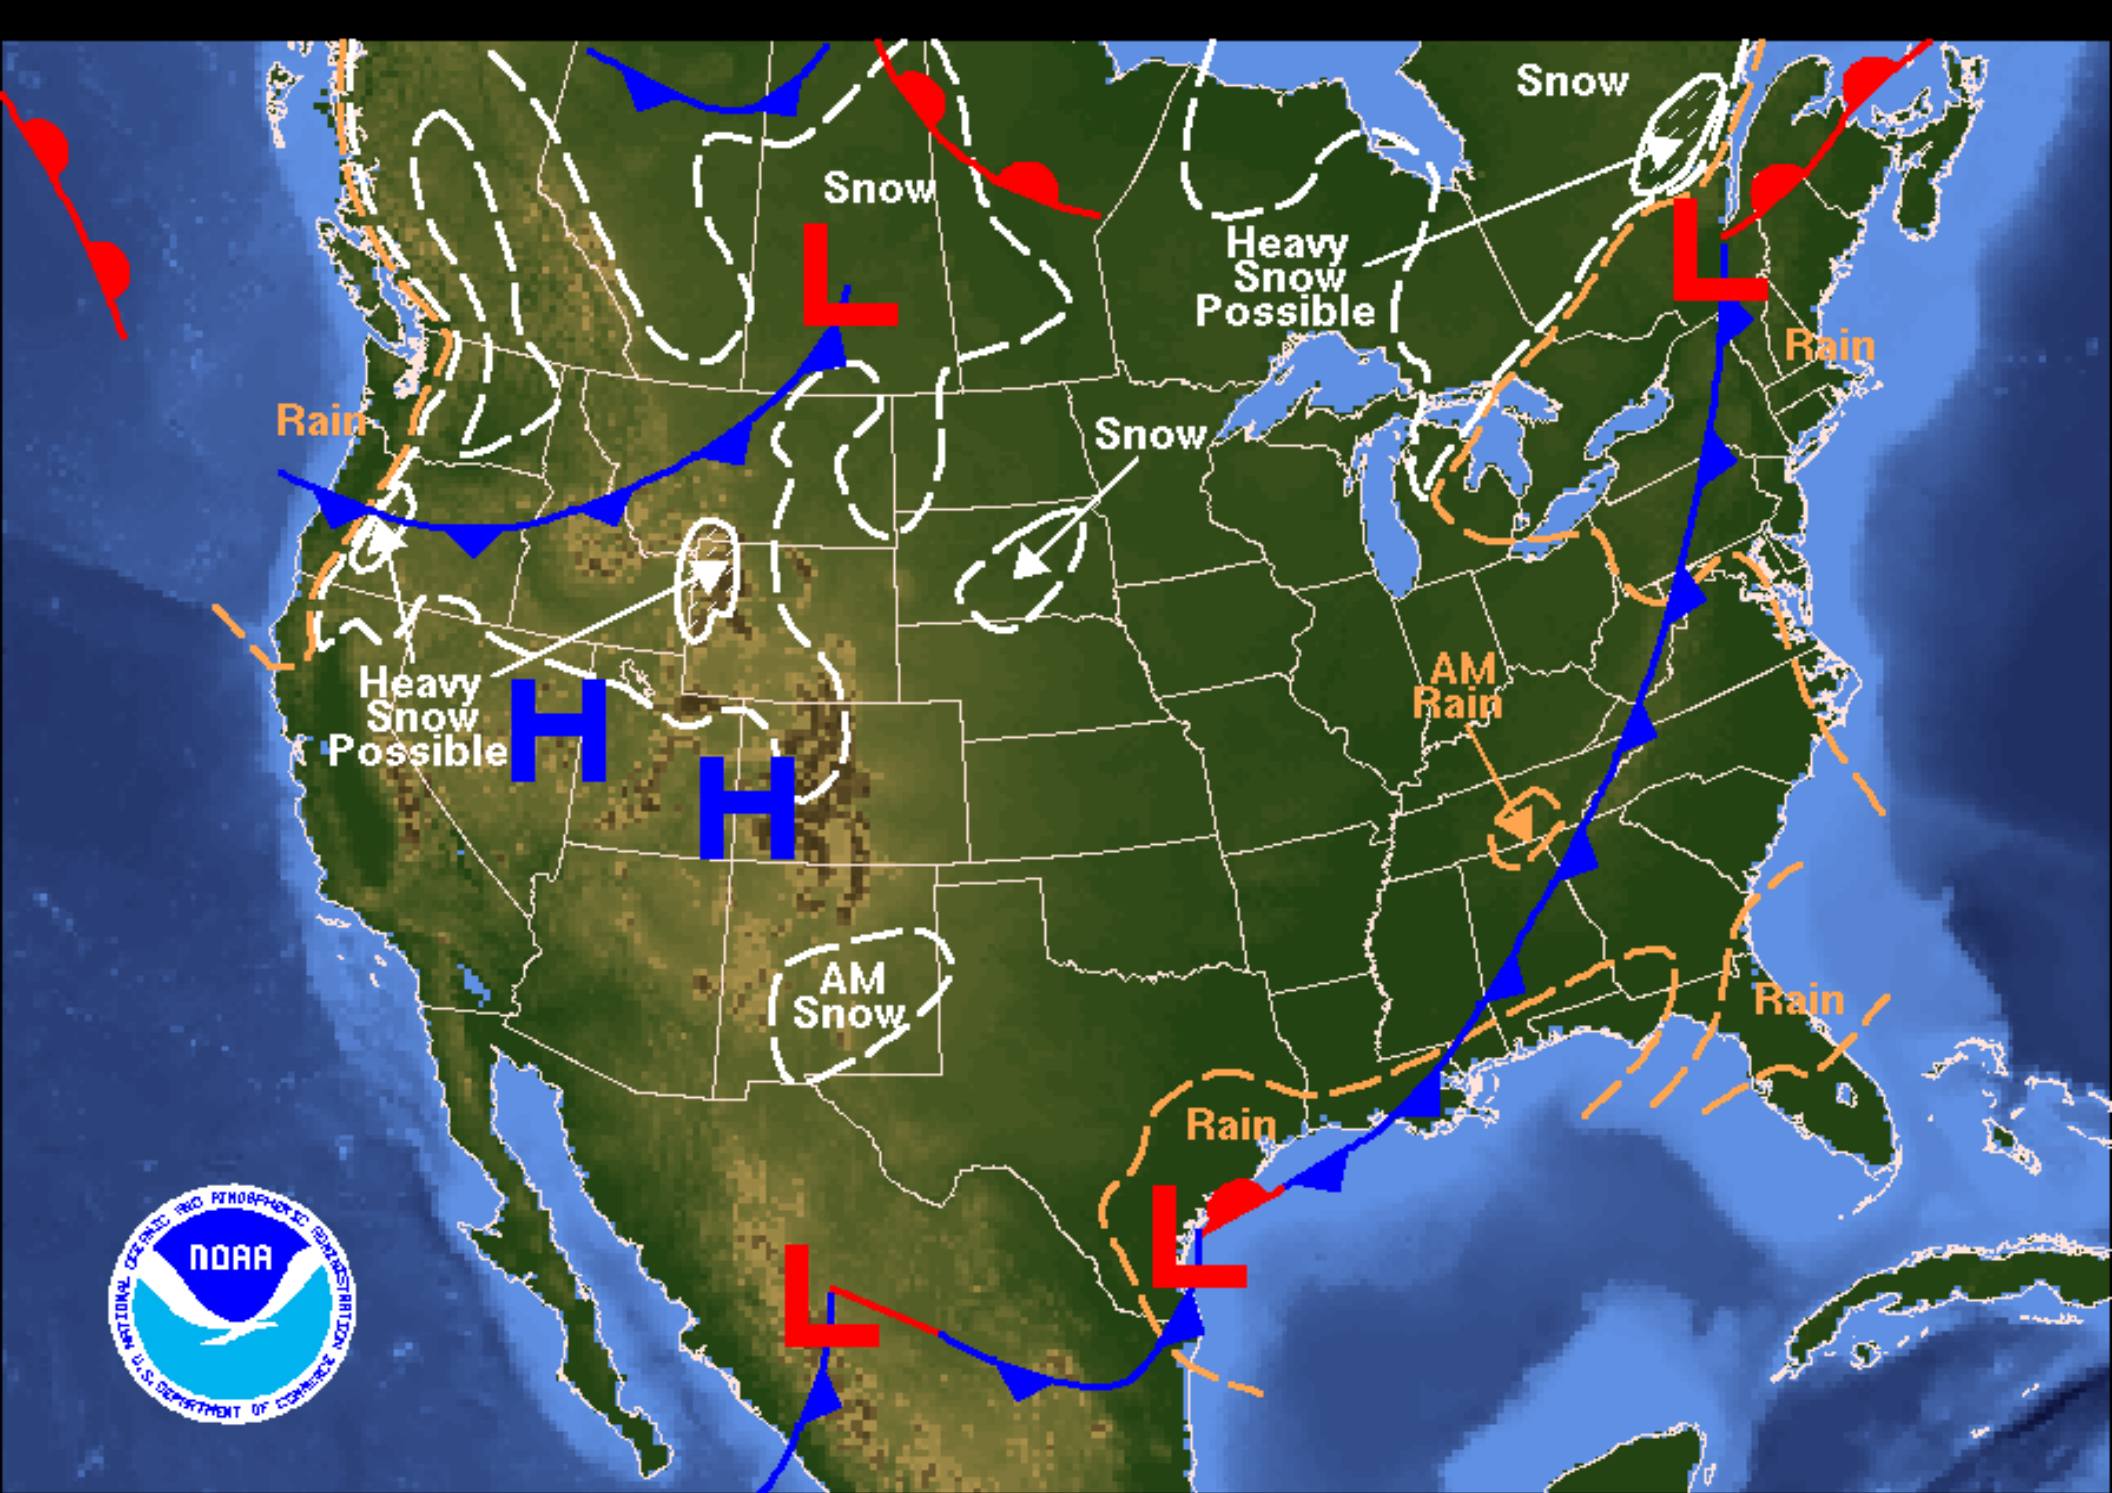 Snow
Snow
Heavy
Snow
Possible
Rain
Rain
Snow
Heavy
Snow
Possible
H
H
L
L
AM
Rain
AM
Snow
Rain
Rain
L
L
NOAA
NATIONAL OCEANIC AND ATMOSPHERIC ADMINISTRATION
U.S. DEPARTMENT OF COMMERCE